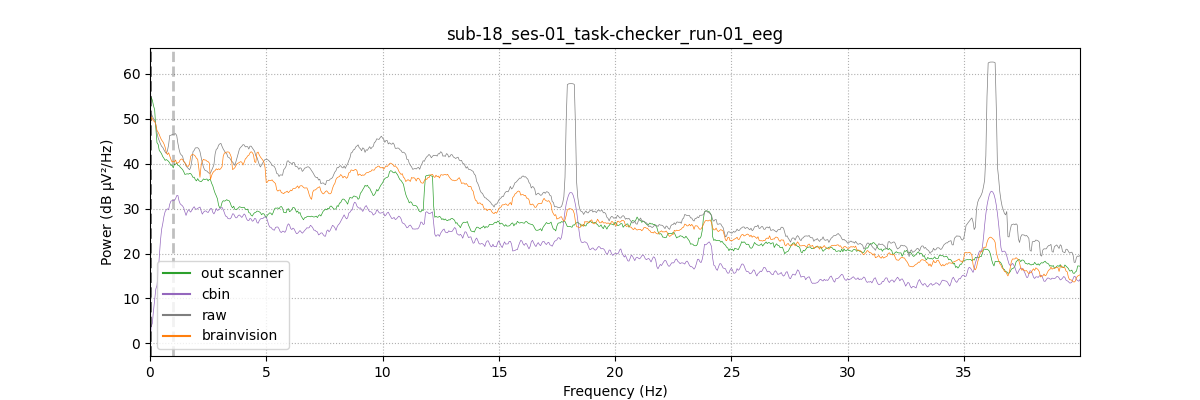 sub-18_ses-01_task-checker_run-01_eeg
Power (dB µV²/Hz)
60
50
40
30
20
10
0
out scanner
cbin
raw
brainvision
0 5 10 15 20 25 30 35
Frequency (Hz)